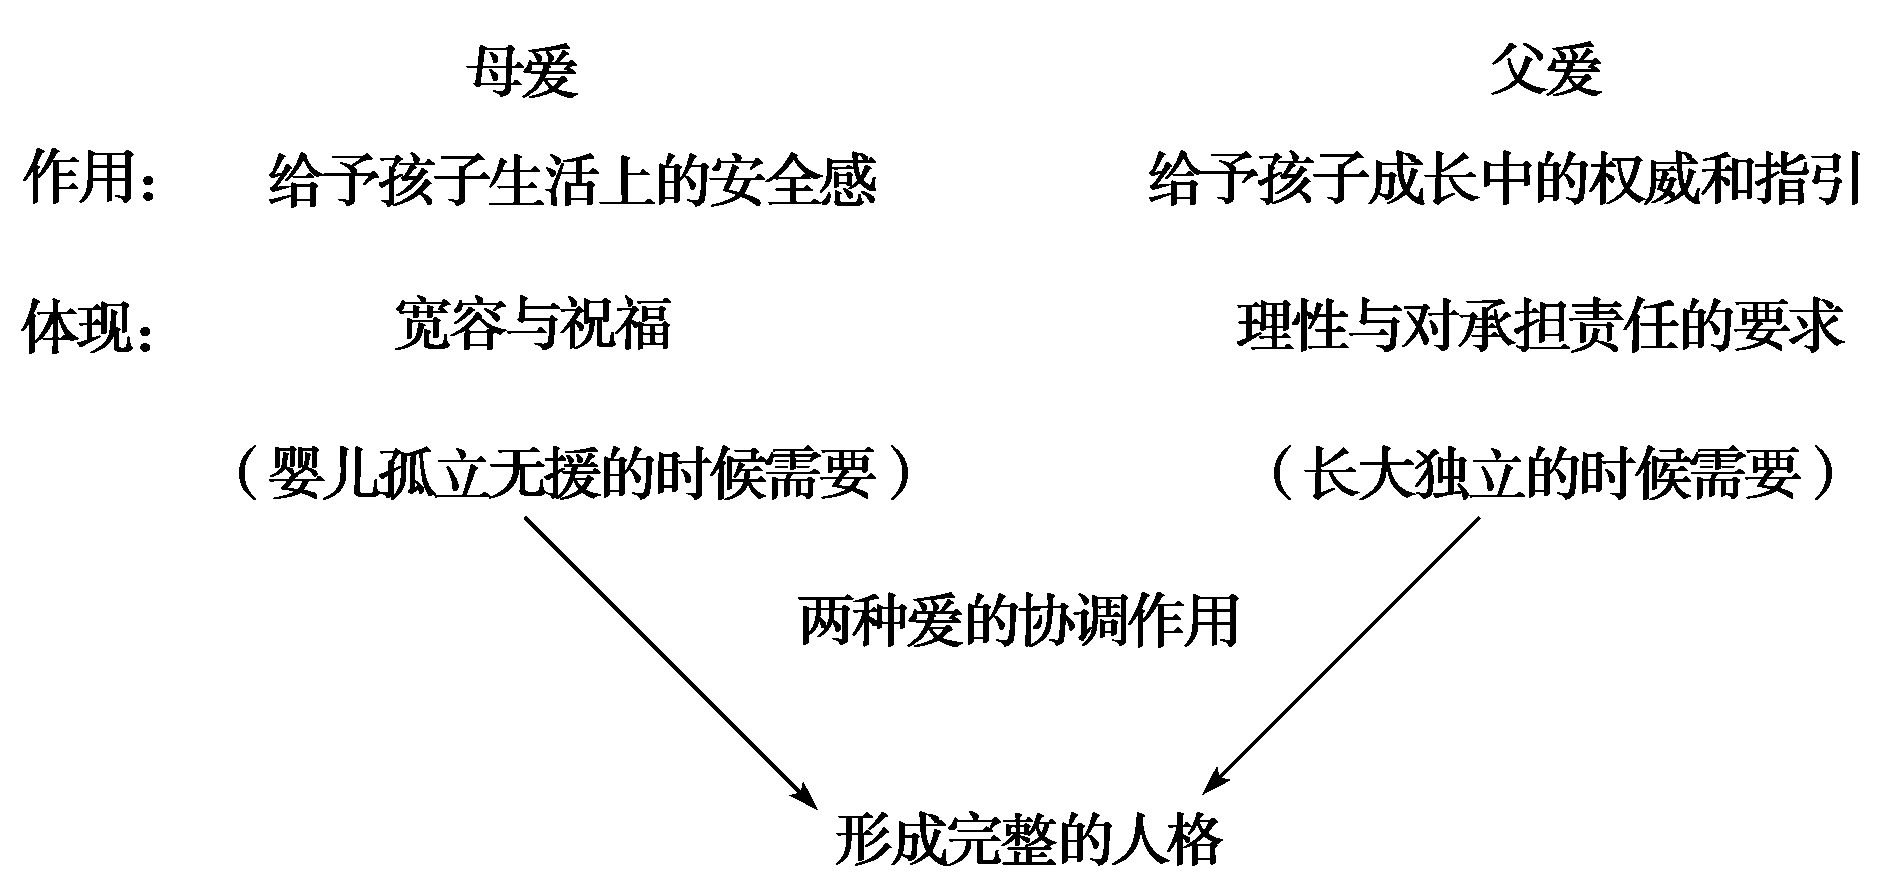 母爱 父爱
作用： 给予孩子生活上的安全感 给予孩子成长中的权威和指引
体现： 宽容与祝福 理性与对承担责任的要求
（婴儿孤立无援的时候需要） （长大独立的时候需要）
两种爱的协调作用
形成完整的人格